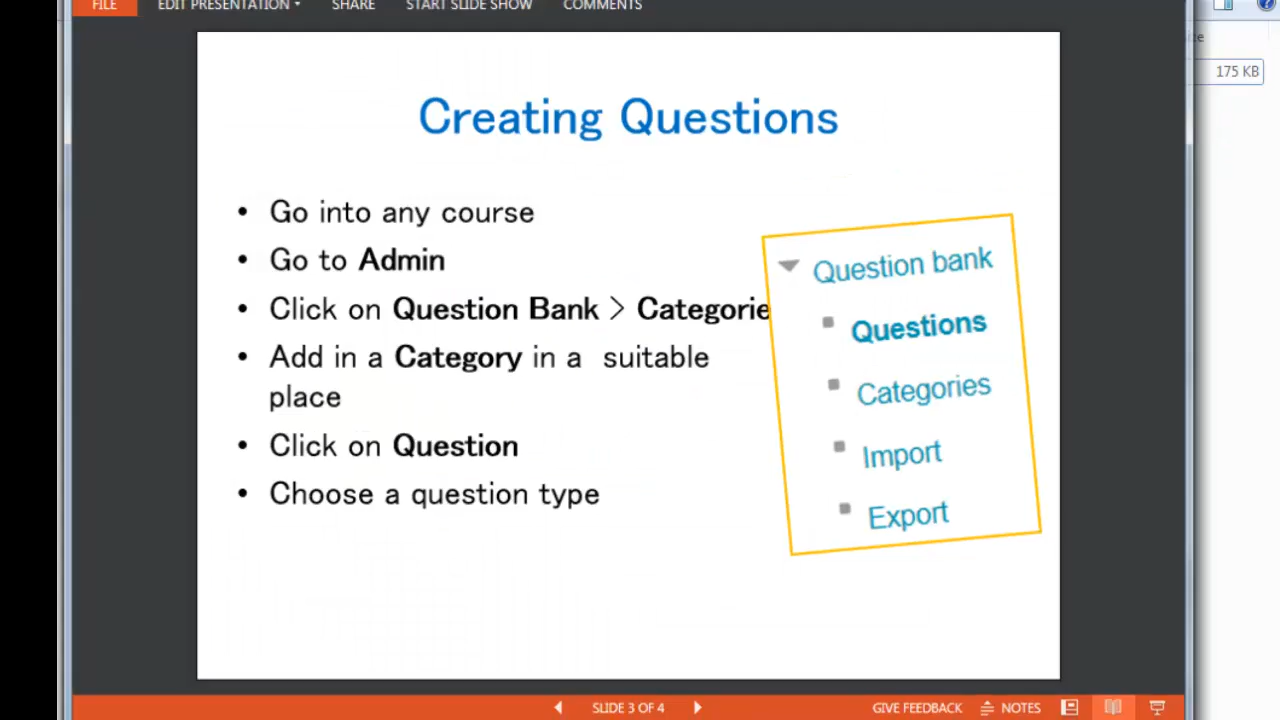 FILE EDIT PRESENTATION SHARE START SLIDE SHOW COMMENTS
175 KB
Creating Questions
• Go into any course
• Go to Admin
• Click on Question Bank > Categorie
• Add in a Category in a suitable
place
• Click on Question
• Choose a question type
Question bank
Questions
Categories
Import
Export
SLIDE 3 OF 4
GIVE FEEDBACK NOTES